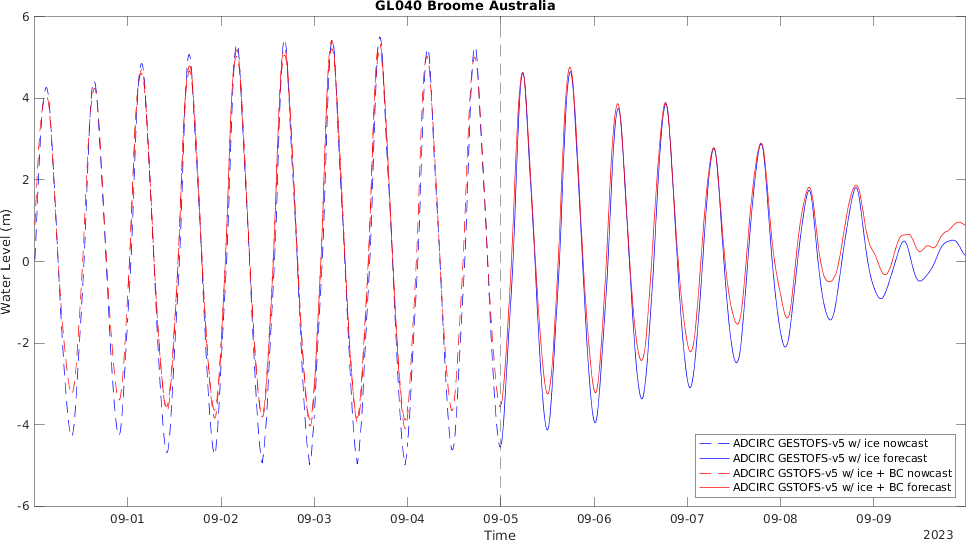 GL040 Broome Australia
6
4
2
0
-2
-4
-6
Water Level (m)
09-01 09-02 09-03 09-04 09-05 09-06 09-07 09-08 09-09
Time
2023
ADCIRC GESTOFS-v5 w/ ice nowcast
ADCIRC GESTOFS-v5 w/ ice forecast
ADCIRC GSTOFS-v5 w/ ice + BC nowcast
ADCIRC GSTOFS-v5 w/ ice + BC forecast